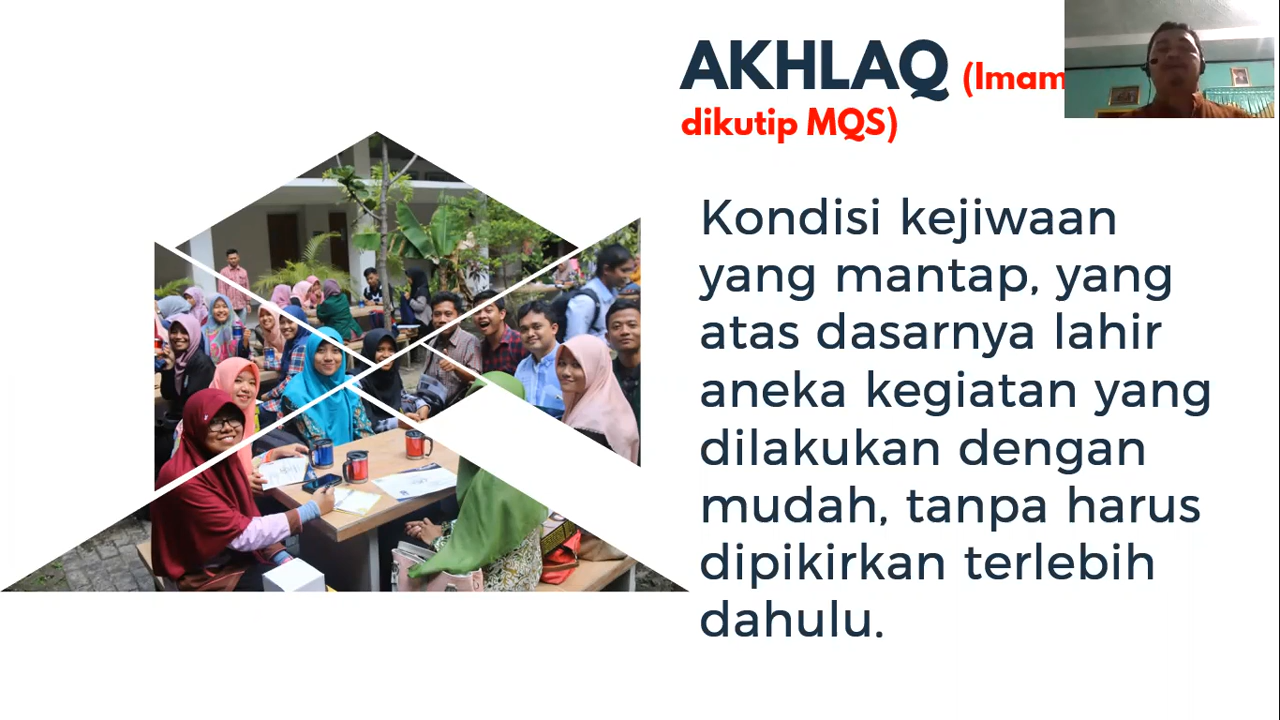 AKHLAQ (Imam
dikutip MQS)
Kondisi kejiwaan
yang mantap, yang
atas dasarnya lahir
aneka kegiatan yang
dilakukan dengan
mudah, tanpa harus
dipikirkan terlebih
dahulu.